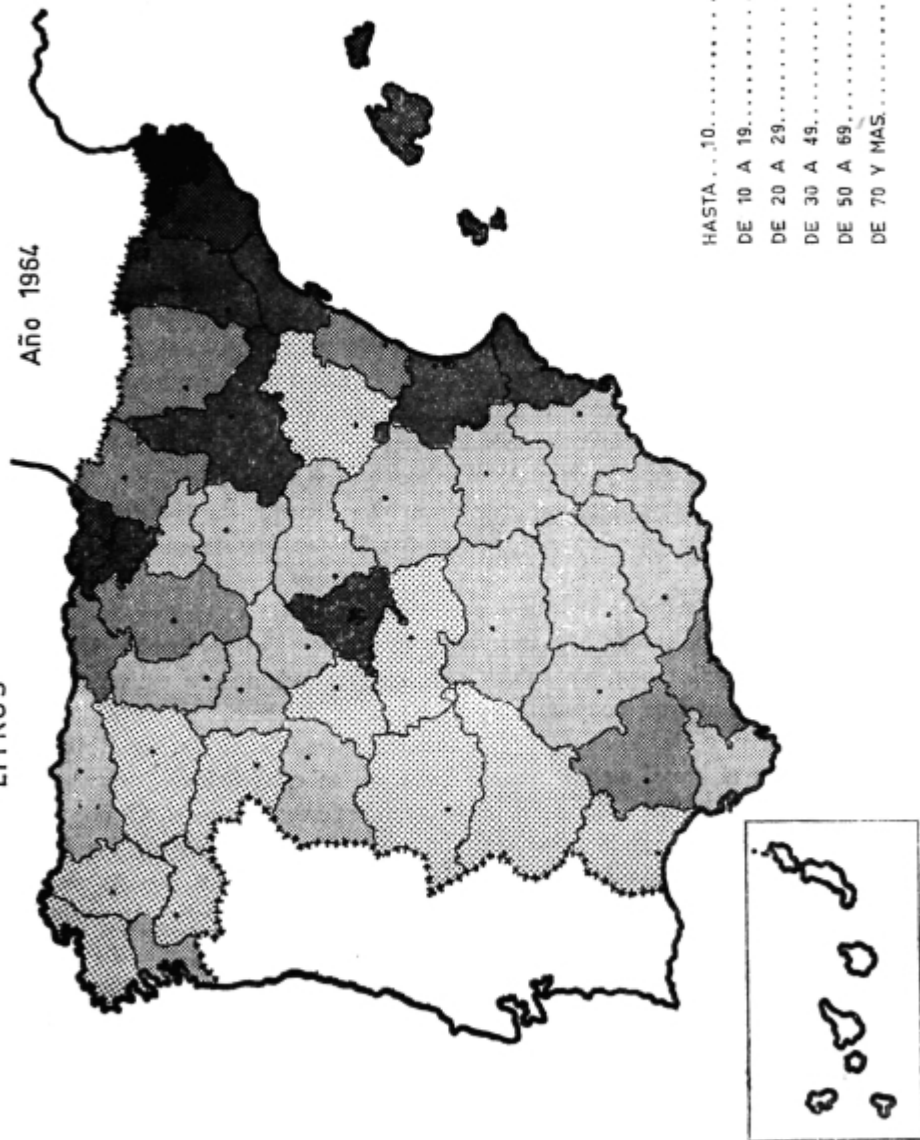 LITROS
Año 1964
HASTA...10..........
DE 10 A 19..........
DE 20 A 29..........
DE 30 A 49..........
DE 50 A 69..........
DE 70 Y MAS.........